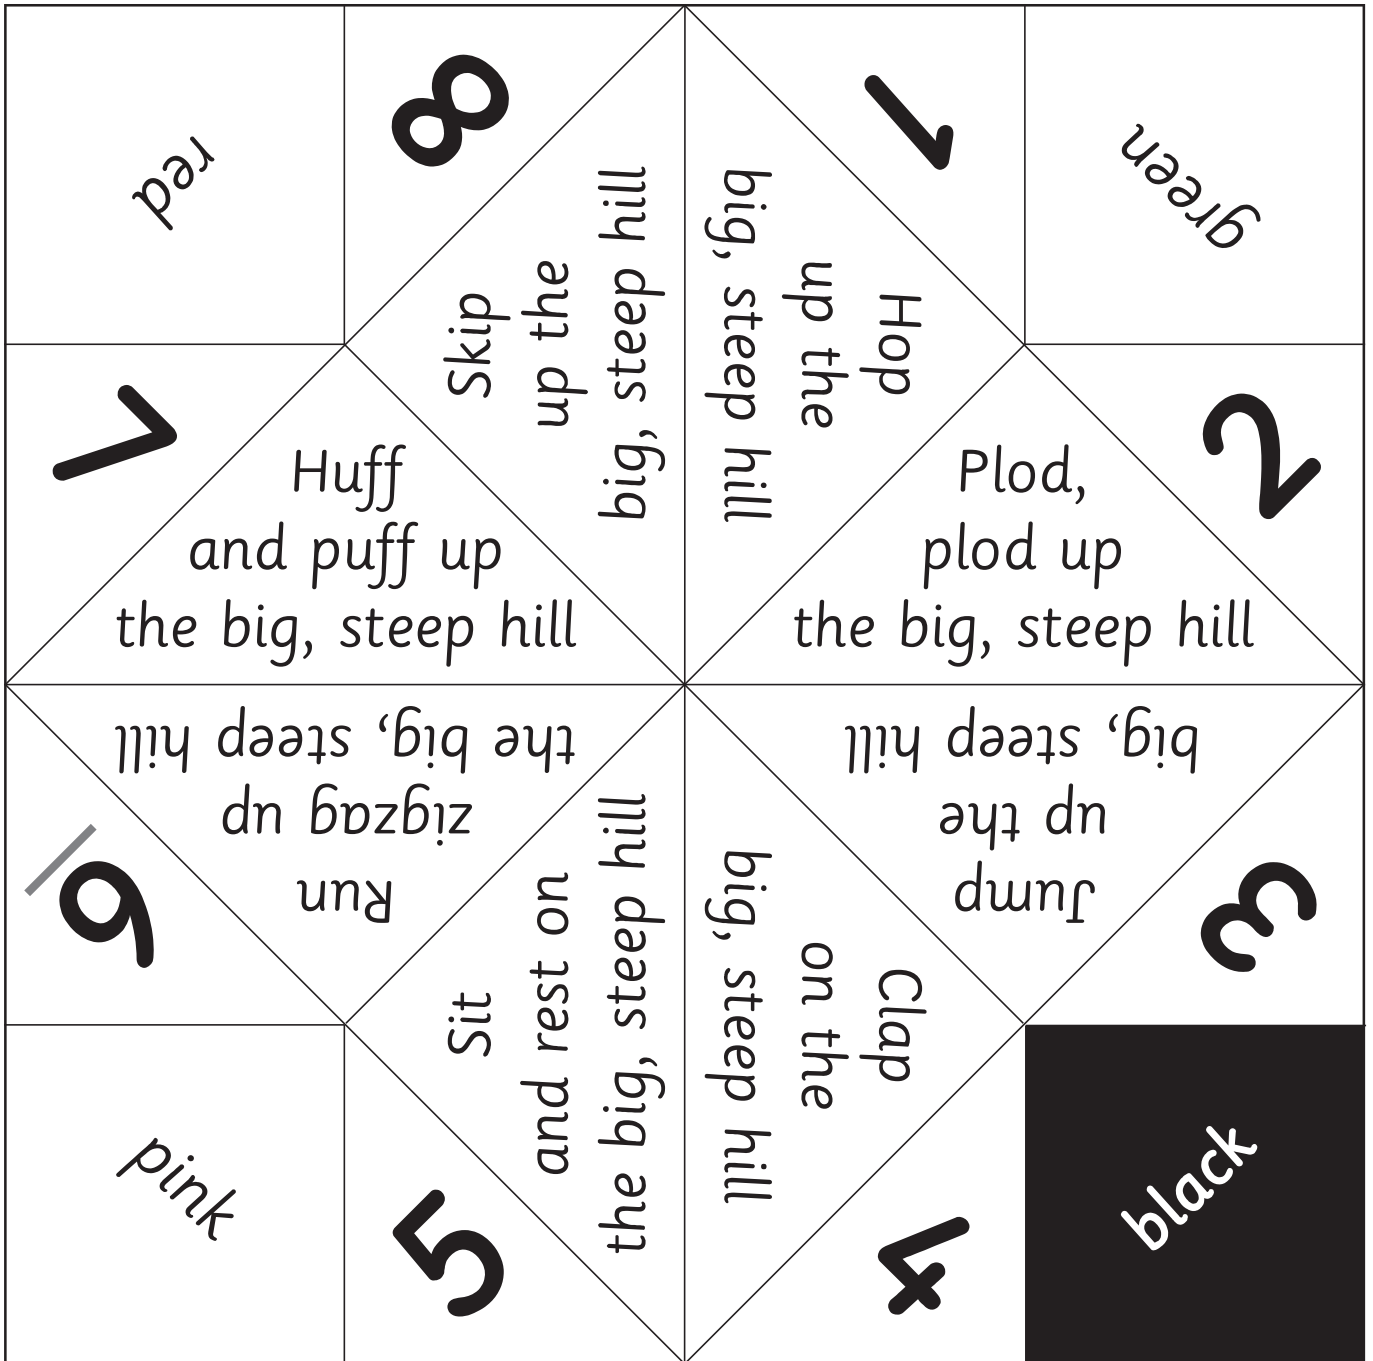 red
8
1
green
Skip
up the
big, steep hill
Hop
up the
big, steep hill
7
2
Huff
and puff up
the big, steep hill
Plod,
plod up
the big, steep hill
Run
zigzag up
the big, steep hill
Jump
up the
big, steep hill
6
3
Sit
and rest on
the big, steep hill
Clap
on the
big, steep hill
pink
5
4
black